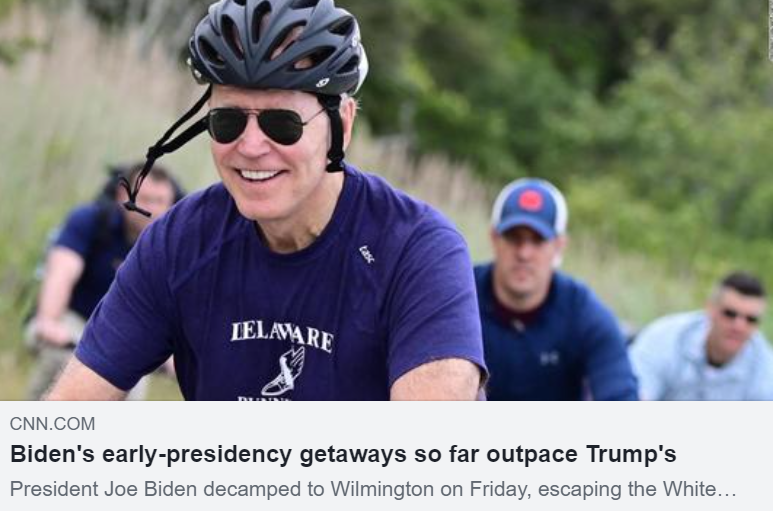 tasc
DELAWARE
CNN.COM
Biden's early-presidency getaways so far outpace Trump's
President Joe Biden decamped to Wilmington on Friday, escaping the White…